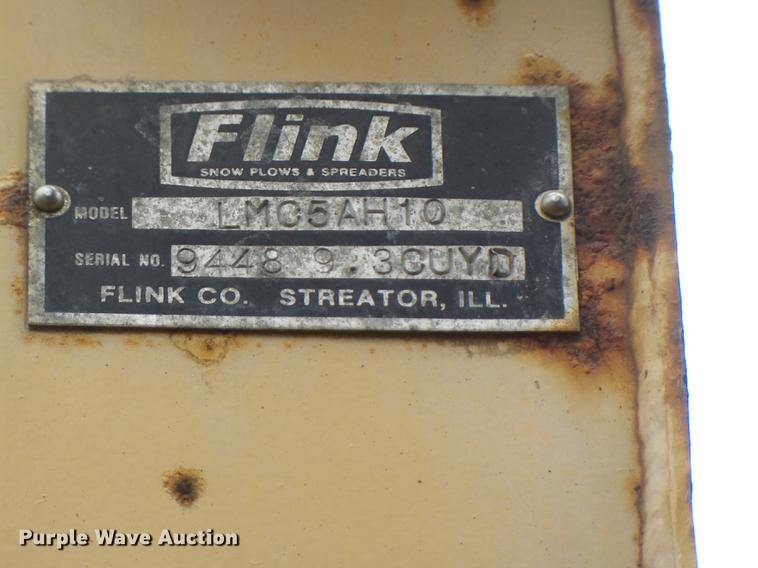 Flink
SNOW PLOWS & SPREADERS
MODEL LMC5AH10
SERIAL NO. 9448 9.3CUYD
FLINK CO. STREATOR, ILL.
Purple Wave Auction